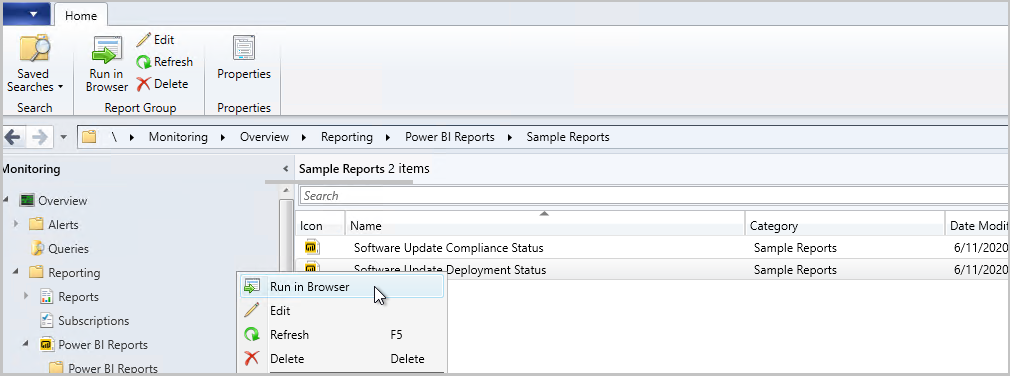 Home
Saved
Searches
Search
Run in
Browser
Edit
Refresh
Delete
Report Group
Properties
Properties
\ Monitoring Overview Reporting Power BI Reports Sample Reports
Monitoring
Overview
Alerts
Queries
Reporting
Reports
Subscriptions
Power BI Reports
Power BI Reports
Sample Reports 2 items
Search
Icon Name Category Date Modif
Software Update Compliance Status Sample Reports 6/11/2020
Software Update Deployment Status Sample Reports 6/11/2020
Run in Browser
Edit
Refresh F5
Delete Delete